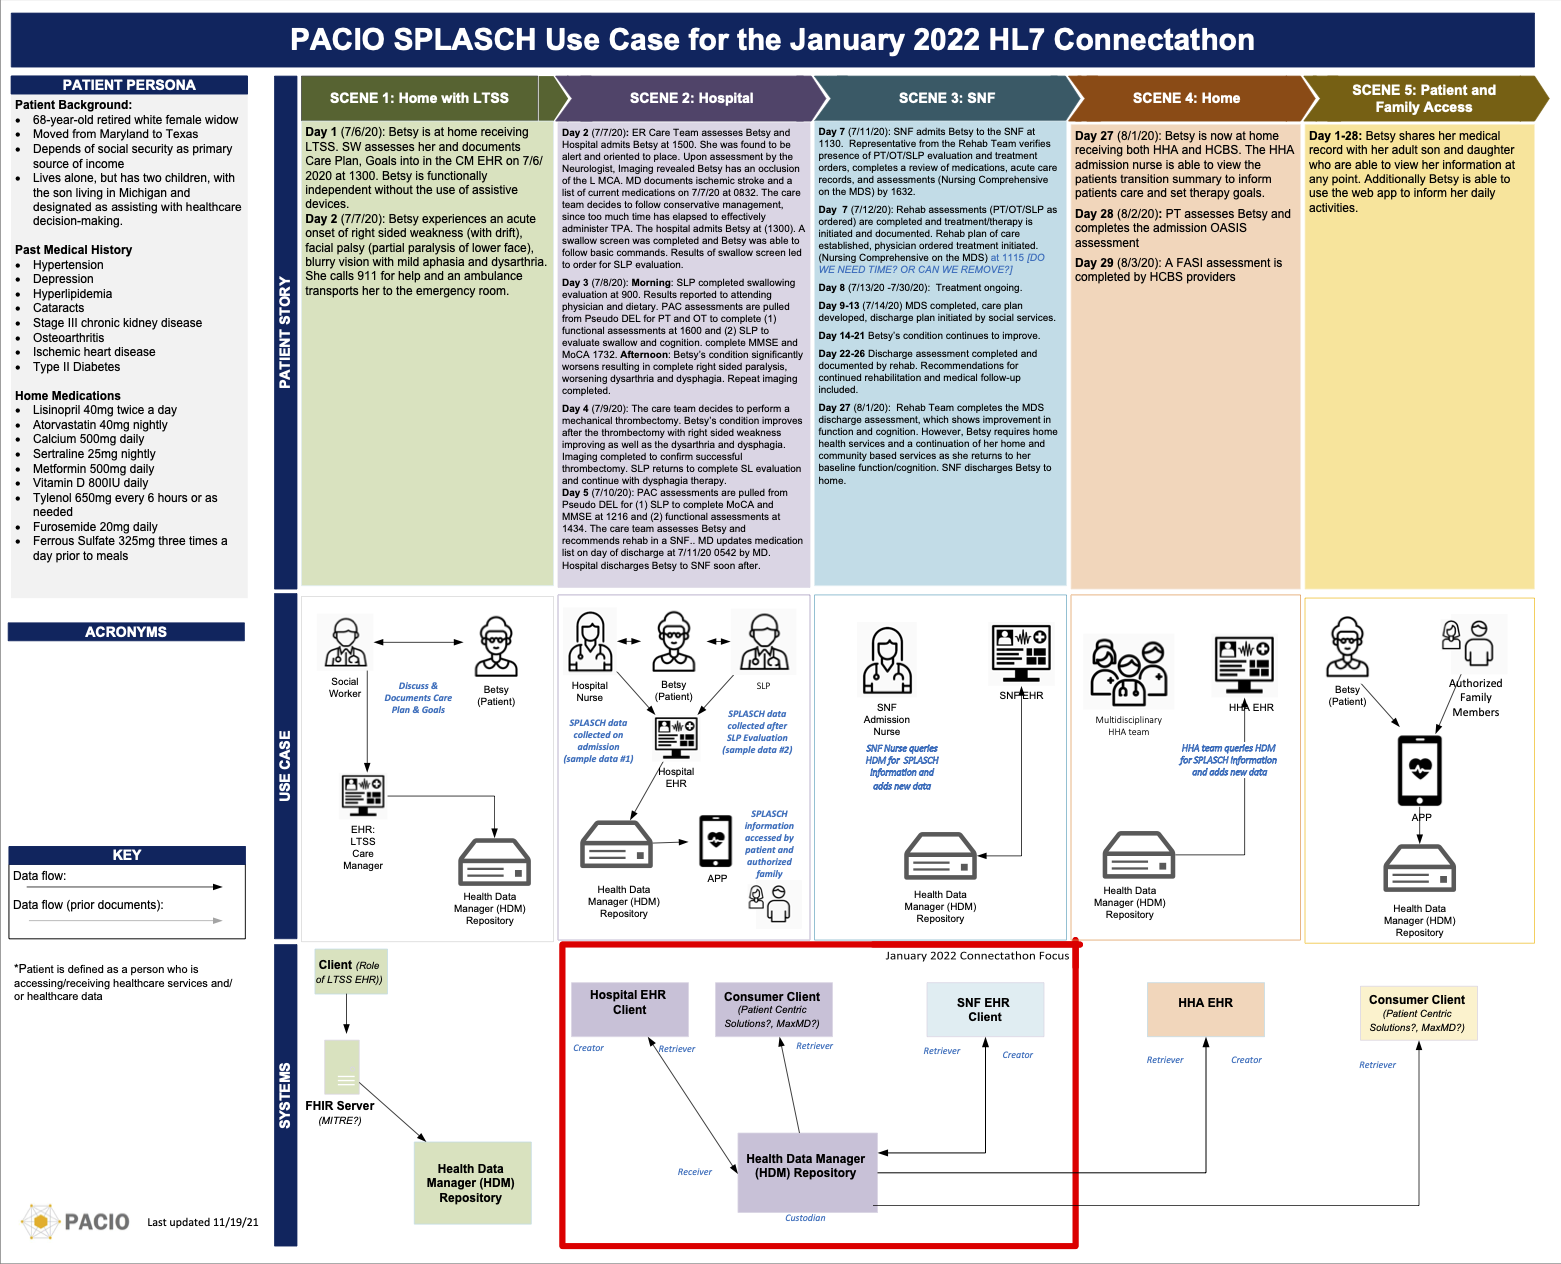 PACIO SPLASCH Use Case for the January 2022 HL7 Connectathon
PATIENT PERSONA
Patient Background:
• 68-year-old retired white female widow
• Moved from Maryland to Texas
• Depends of social security as primary
source of income
• Lives alone, but has two children, with
the son living in Michigan and
designated as assisting with healthcare
decision-making.
Past Medical History
• Hypertension
• Depression
• Hyperlipidemia
• Cataracts
• Stage III chronic kidney disease
• Osteoarthritis
• Ischemic heart disease
• Type II Diabetes
Home Medications
• Lisinopril 40mg twice a day
• Atorvastatin 40mg nightly
• Calcium 500mg daily
• Sertraline 25mg nightly
• Metformin 500mg daily
• Vitamin D 800IU daily
• Tylenol 650mg every 6 hours or as
needed
• Furosemide 20mg daily
• Ferrous Sulfate 325mg three times a
day prior to meals
ACRONYMS
KEY
Data flow:
Data flow (prior documents):
*Patient is defined as a person who is
accessing/receiving healthcare services and/
or healthcare data
PACIO
Last updated 11/19/21
PATIENT STORY
SCENE 1: Home with LTSS
Day 1 (7/6/20): Betsy is at home receiving
LTSS. SW assesses her and documents
Care Plan, Goals into in the CM EHR on 7/6/
2020 at 1300. Betsy is functionally
independent without the use of assistive
devices.
Day 2 (7/7/20): Betsy experiences an acute
onset of right sided weakness (with drift),
facial palsy (partial paralysis of lower face),
blurry vision with mild aphasia and dysarthria.
She calls 911 for help and an ambulance
transports her to the emergency room.
SCENE 2: Hospital
Day 2 (7/7/20): ER Care Team assesses Betsy and
Hospital admits Betsy at 1500. She was found to be
alert and oriented to place. Upon assessment by the
Neurologist, Imaging revealed Betsy has an occlusion
of the L MCA. MD documents ischemic stroke and a
list of current medications on 7/7/20 at 0832. The care
team decides to follow conservative management,
since too much time has elapsed to effectively
administer TPA. The hospital admits Betsy at (1300). A
swallow screen was completed and Betsy was able to
follow basic commands. Results of swallow screen led
to order for SLP evaluation.
Day 3 (7/8/20): Morning: SLP completed swallowing
evaluation at 900. Results reported to attending
physician and dietary. PAC assessments are pulled
from Pseudo DEL for PT and OT to complete (1)
functional assessments at 1600 and (2) SLP to
evaluate swallow and cognition. complete MMSE and
MoCA 1732. Afternoon: Betsy's condition significantly
worsens resulting in complete right sided paralysis,
worsening dysarthria and dysphagia. Repeat imaging
completed.
Day 4 (7/9/20): The care team decides to perform a
mechanical thrombectomy. Betsy's condition improves
after the thrombectomy with right sided weakness
improving as well as the dysarthria and dysphagia.
Imaging completed to confirm successful
thrombectomy. SLP returns to complete SL evaluation
and continue with dysphagia therapy.
Day 5 (7/10/20): PAC assessments are pulled from
Pseudo DEL for (1) SLP to complete MoCA and
MMSE at 1216 and (2) functional assessments at
1434. The care team assesses Betsy and
recommends rehab in a SNF.. MD updates medication
list on day of discharge at 7/11/20 0542 by MD.
Hospital discharges Betsy to SNF soon after.
SCENE 3: SNF
Day 7 (7/11/20): SNF admits Betsy to the SNF at
1130. Representative from the Rehab Team verifies
presence of PT/OT/SLP evaluation and treatment
orders, completes a review of medications, acute care
records, and assessments (Nursing Comprehensive
on the MDS) by 1632.
Day 7 (7/12/20): Rehab assessments (PT/OT/SLP as
ordered) are completed and treatment/therapy is
initiated and documented. Rehab plan of care
established, physician ordered treatment initiated.
(Nursing Comprehensive on the MDS) at 1115 [DO
WE NEED TIME? OR CAN WE REMOVE?]
Day 8 (7/13/20 -7/30/20): Treatment ongoing.
Day 9-13 (7/14/20) MDS completed, care plan
developed, discharge plan initiated by social services.
Day 14-21 Betsy's condition continues to improve.
Day 22-26 Discharge assessment completed and
documented by rehab. Recommendations for
continued rehabilitation and medical follow-up
included.
Day 27 (8/1/20): Rehab Team completes the MDS
discharge assessment, which shows improvement in
function and cognition. However, Betsy requires home
health services and a continuation of her home and
community based services as she returns to her
baseline function/cognition. SNF discharges Betsy to
home.
SCENE 4: Home
Day 27 (8/1/20): Betsy is now at home
receiving both HHA and HCBS. The HHA
admission nurse is able to view the
patients transition summary to inform
patients care and set therapy goals.
Day 28 (8/2/20): PT assesses Betsy and
completes the admission OASIS
assessment
Day 29 (8/3/20): A FASI assessment is
completed by HCBS providers
SCENE 5: Patient and
Family Access
Day 1-28: Betsy shares her medical
record with her adult son and daughter
who are able to view her information at
any point. Additionally Betsy is able to
use the web app to inform her daily
activities.
USE CASE
Social
Worker
Discuss &
Documents Care
Plan & Goals
Betsy
(Patient)
EHR:
LTSS
Care
Manager
Health Data
Manager (HDM)
Repository
Hospital
Nurse
Betsy
(Patient)
SLP
SPLASCH data
collected on
admission
(sample data #1)
SPLASCH data
collected after
SLP Evaluation
(sample data #2)
Hospital
EHR
Health Data
Manager (HDM)
Repository
APP
SPLASCH
information
accessed by
patient and
authorized
family
SNF
Admission
Nurse
SNF EHR
SNF Nurse queries
HDM for SPLASCH
Information and
adds new data
Health Data
Manager (HDM)
Repository
Multidisciplinary
HHA team
HHA EHR
HHA team queries HDM
for SPLASCH Information
and adds new data
Health Data
Manager (HDM)
Repository
Betsy
(Patient)
Authorized
Family
Members
APP
Health Data
Manager (HDM)
Repository
SYSTEMS
Client (Role
of LTSS EHR))
FHIR Server
(MITRE?)
Health Data
Manager (HDM)
Repository
January 2022 Connectathon Focus
Hospital EHR
Client
Creator
Retriever
Consumer Client
(Patient Centric
Solutions?, MaxMD?)
Retriever
SNF EHR
Client
Retriever
Creator
Health Data Manager
(HDM) Repository
Receiver
Custodian
HHA EHR
Retriever
Creator
Consumer Client
(Patient Centric
Solutions?, MaxMD?)
Retriever